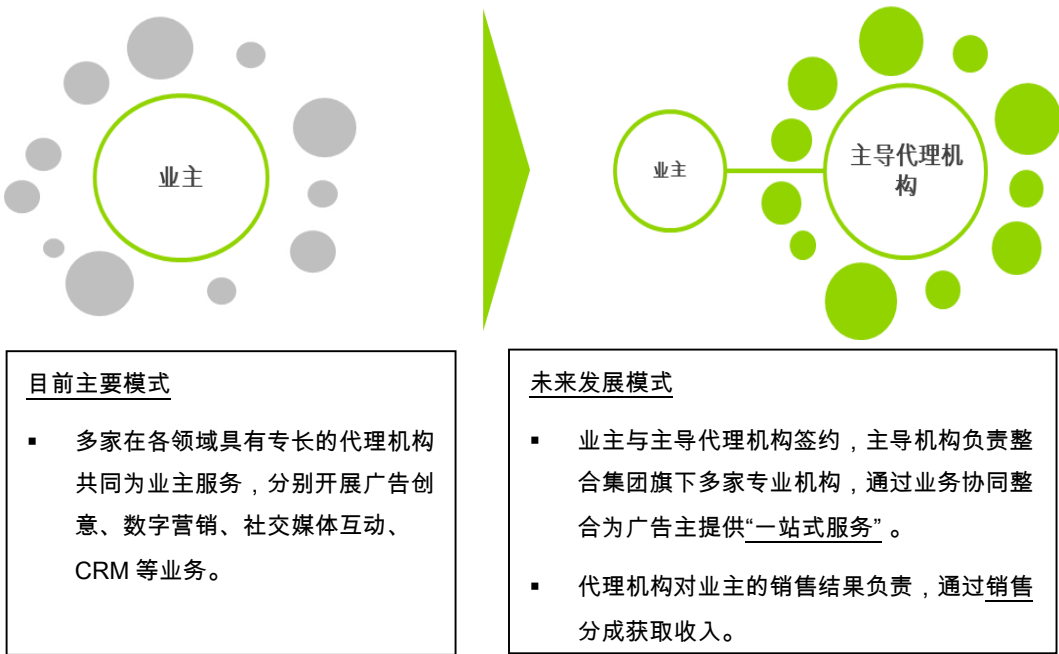 业主
业主
主导代理机
构
目前主要模式
▪ 多家在各领域具有专长的代理机构
共同为业主服务，分别开展广告创
意、数字营销、社交媒体互动、
CRM 等业务。
未来发展模式
▪ 业主与主导代理机构签约，主导机构负责整
合集团旗下多家专业机构，通过业务协同整
合为广告主提供“一站式服务” 。
▪ 代理机构对业主的销售结果负责，通过销售
分成获取收入。